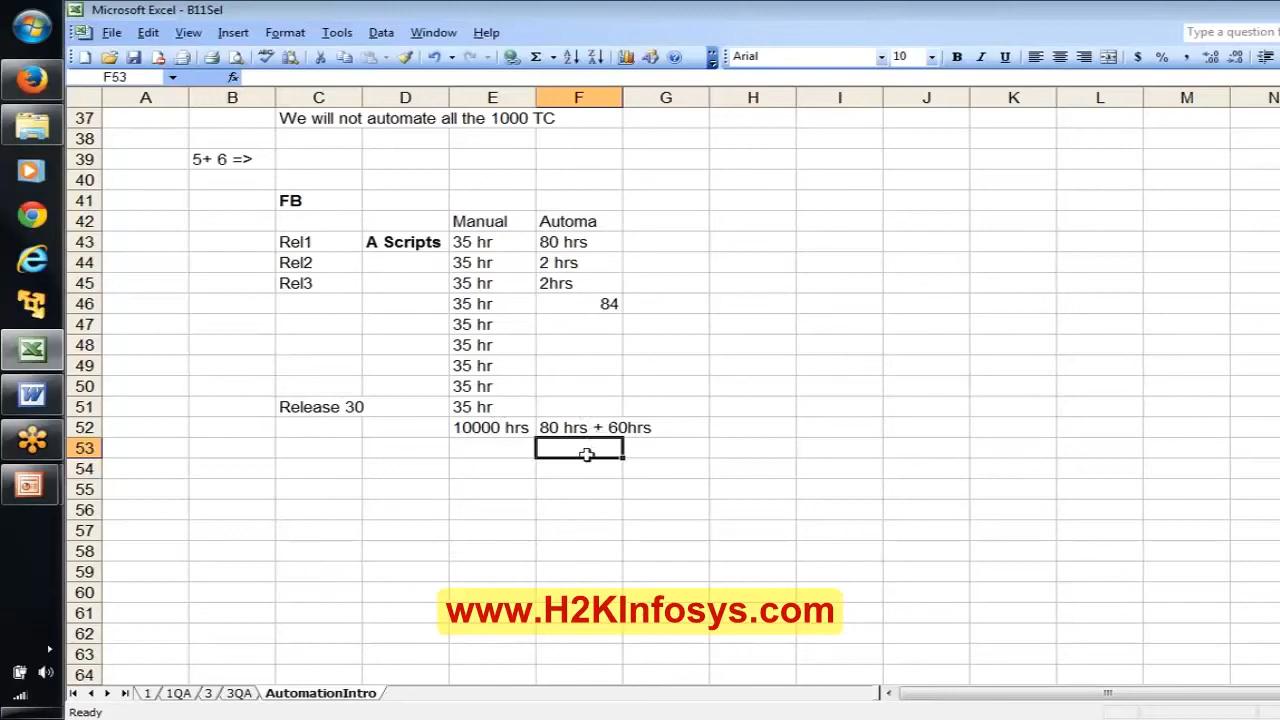 Microsoft Excel - B11Sel
File Edit View Insert Format Tools Data Window Help
Type a question f
Arial 10 B I U $ % ,
F53 fx
A B C D E F G H I J K L M N
37 We will not automate all the 1000 TC
38
39 5+ 6 =>
40
41 FB
42 Manual Automa
43 Rel1 A Scripts 35 hr 80 hrs
44 Rel2 35 hr 2 hrs
45 Rel3 35 hr 2hrs
46 35 hr 84
47 35 hr
48 35 hr
49 35 hr
50 35 hr
51 Release 30 35 hr
52 10000 hrs 80 hrs + 60hrs
53
54
55
56
57
58
59
60
61
62
63
64
www.H2KInfosys.com
1 1QA 3 3QA AutomationIntro
Ready